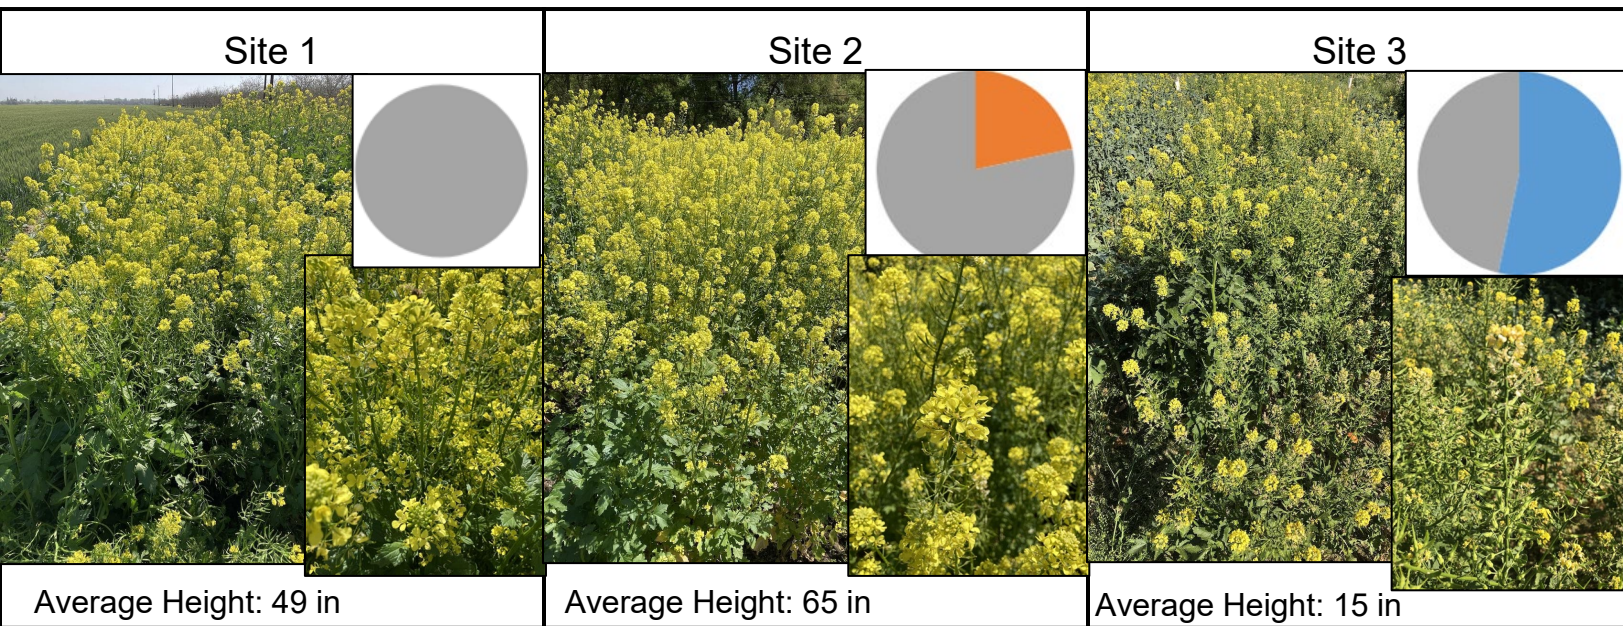 Site 1
Site 2
Site 3
Average Height: 49 in
Average Height: 65 in
Average Height: 15 in